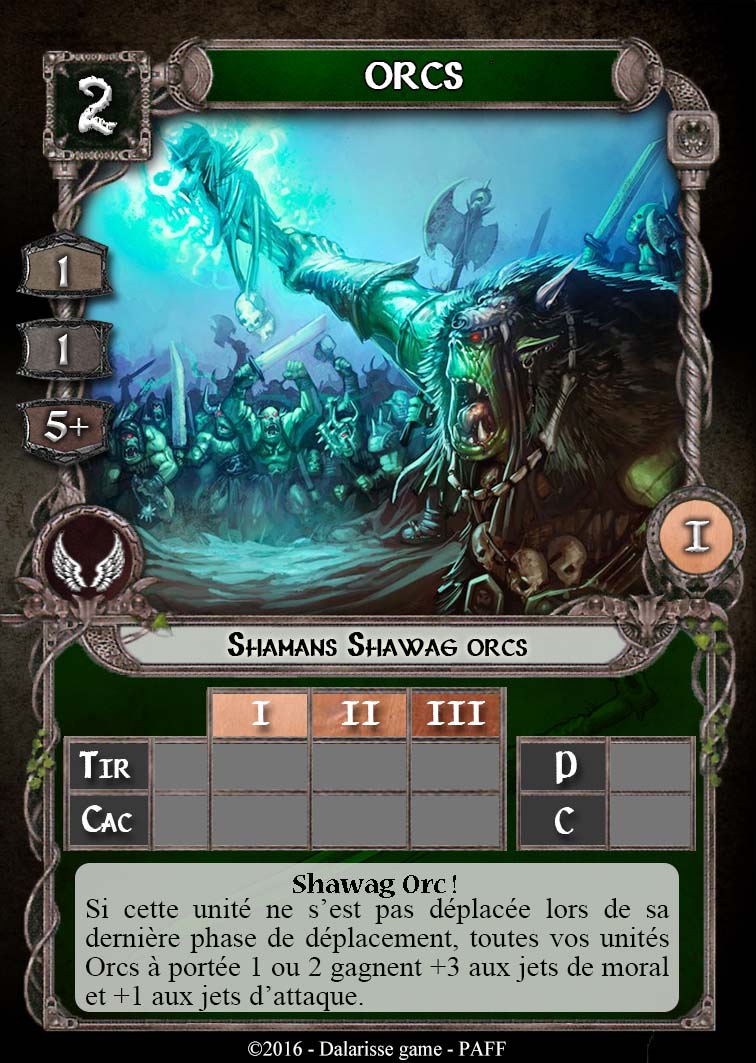 ORCS
2
1
1
5+
I
Shamans Shawag orcs
I II III
Tir P
Cac C
Shawag Orc !
Si cette unité ne s’est pas déplacée lors de sa
dernière phase de déplacement, toutes vos unités
Orcs à portée 1 ou 2 gagnent +3 aux jets de moral
et +1 aux jets d’attaque.
©2016 - Dalarisse game - PAFF